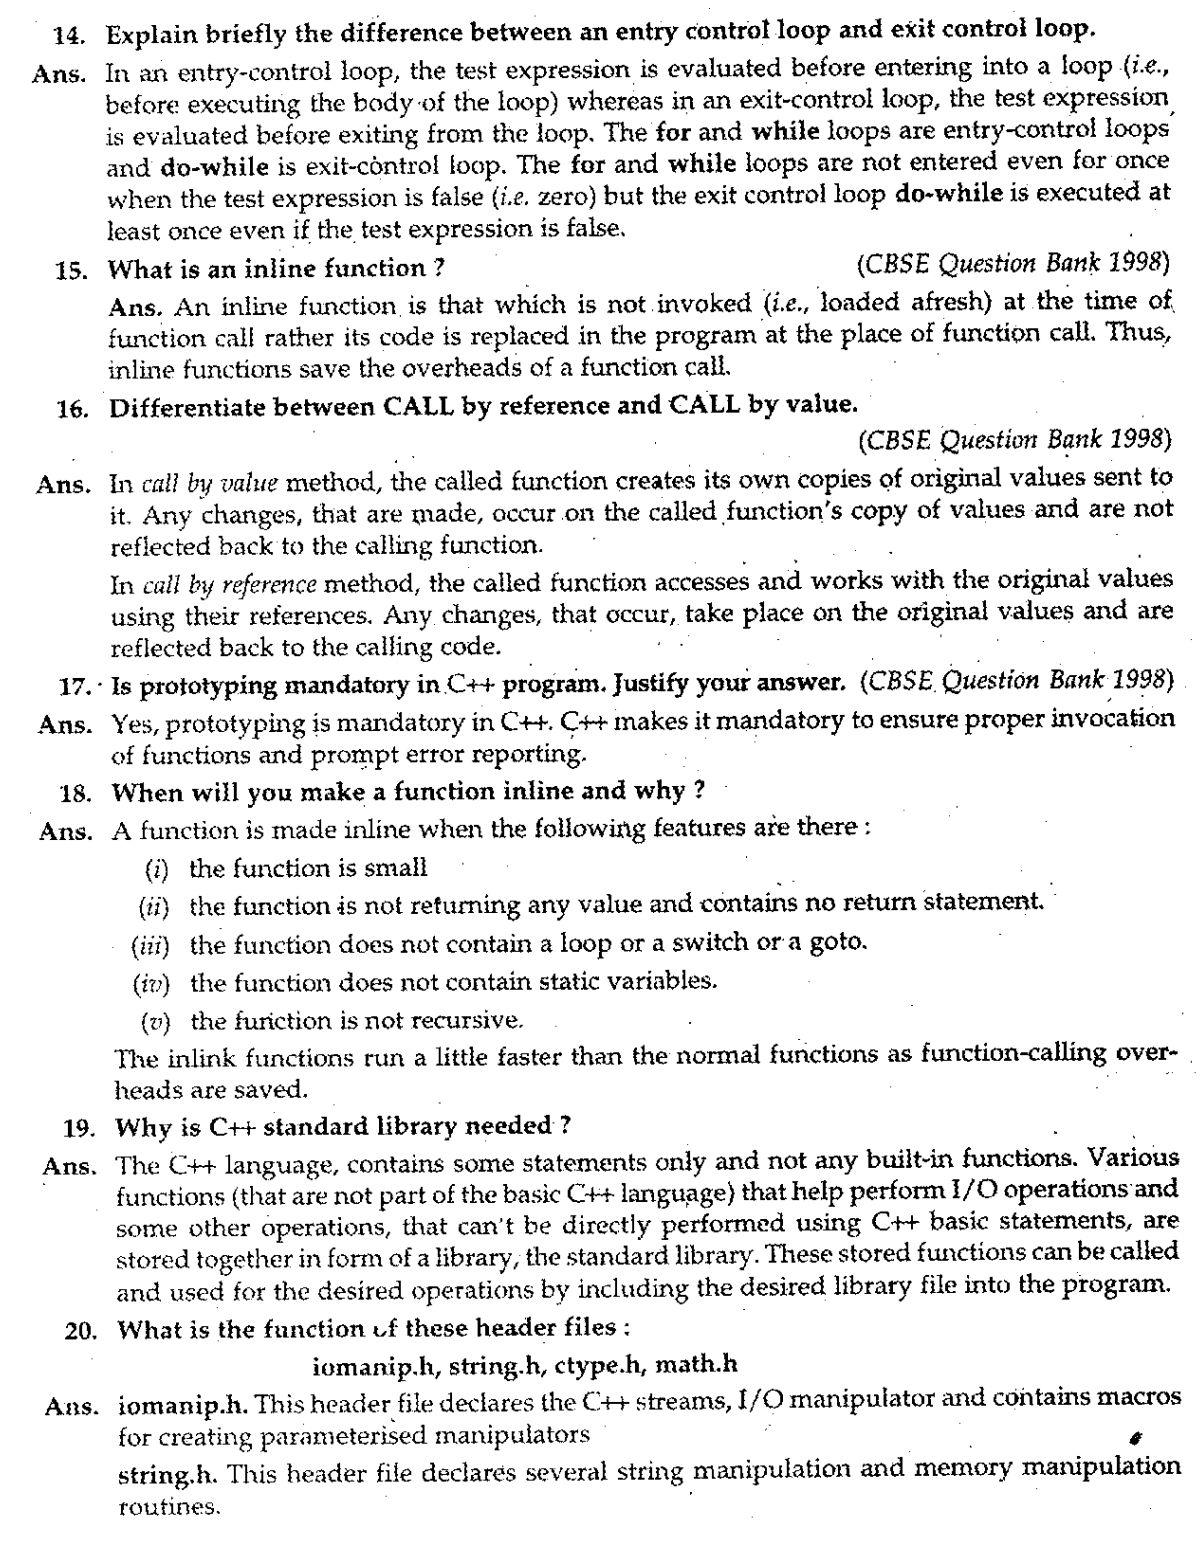 14. Explain briefly the difference between an entry control loop and exit control loop.
Ans. In an entry-control loop, the test expression is evaluated before entering into a loop (i.e.,
before executing the body of the loop) whereas in an exit-control loop, the test expression
is evaluated before exiting from the loop. The for and while loops are entry-control loops
and do-while is exit-control loop. The for and while loops are not entered even for once
when the test expression is false (i.e. zero) but the exit control loop do-while is executed at
least once even if the test expression is false.
15. What is an inline function ? (CBSE Question Bank 1998)
Ans. An inline function is that which is not invoked (i.e., loaded afresh) at the time of
function call rather its code is replaced in the program at the place of function call. Thus,
inline functions save the overheads of a function call.
16. Differentiate between CALL by reference and CALL by value.
(CBSE Question Bank 1998)
Ans. In call by value method, the called function creates its own copies of original values sent to
it. Any changes, that are made, occur on the called function's copy of values and are not
reflected back to the calling function.
In call by reference method, the called function accesses and works with the original values
using their references. Any changes, that occur, take place on the original values and are
reflected back to the calling code.
17. Is prototyping mandatory in C++ program. Justify your answer. (CBSE Question Bank 1998)
Ans. Yes, prototyping is mandatory in C++. C++ makes it mandatory to ensure proper invocation
of functions and prompt error reporting.
18. When will you make a function inline and why ?
Ans. A function is made inline when the following features are there :
(i) the function is small
(ii) the function is not returning any value and contains no return statement.
(iii) the function does not contain a loop or a switch or a goto.
(iv) the function does not contain static variables.
(v) the function is not recursive.
The inlink functions run a little faster than the normal functions as function-calling over-
heads are saved.
19. Why is C++ standard library needed ?
Ans. The C++ language, contains some statements only and not any built-in functions. Various
functions (that are not part of the basic C++ language) that help perform I/O operations and
some other operations, that can't be directly performed using C++ basic statements, are
stored together in form of a library, the standard library. These stored functions can be called
and used for the desired operations by including the desired library file into the program.
20. What is the function of these header files :
iomanip.h, string.h, ctype.h, math.h
Ans. iomanip.h. This header file declares the C++ streams, I/O manipulator and contains macros
for creating parameterised manipulators
string.h. This header file declares several string manipulation and memory manipulation
routines.